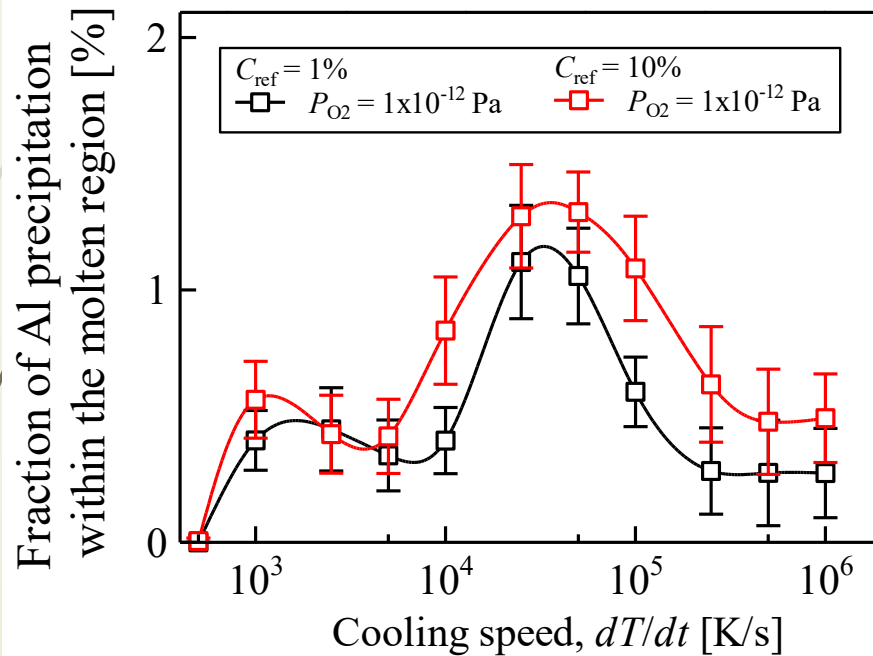 Fraction of Al precipitation
within the molten region [%]
2
1
0
C_ref = 1%
P_O2 = 1x10^-12 Pa
C_ref = 10%
P_O2 = 1x10^-12 Pa
10^3
10^4
10^5
10^6
Cooling speed, dT/dt [K/s]